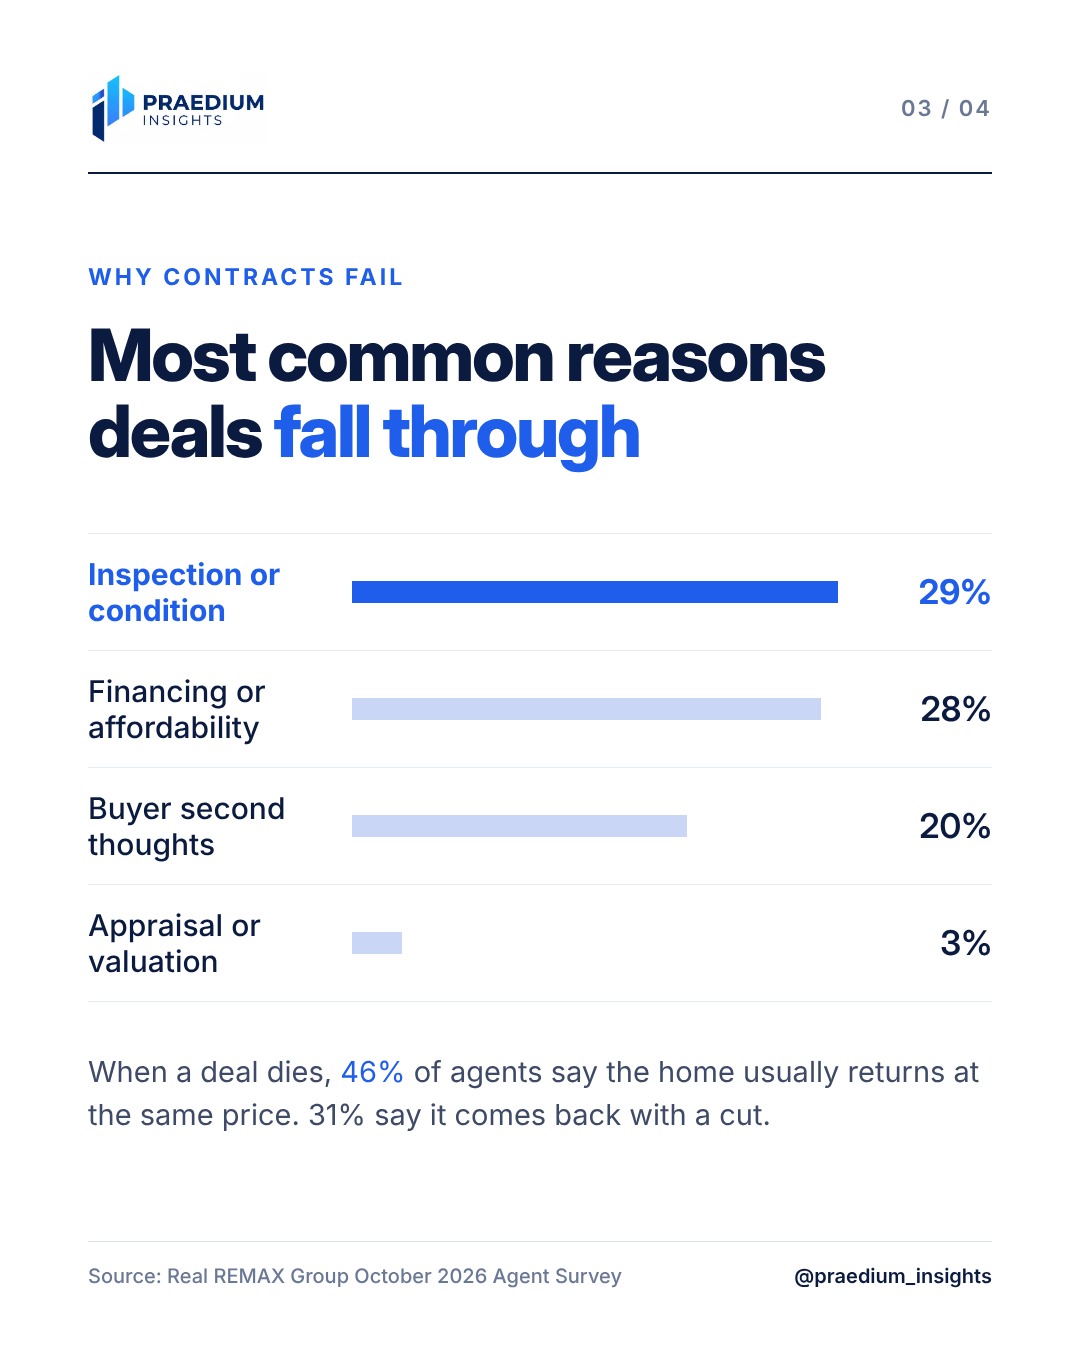 PRAEDIUM
INSIGHTS
03 / 04
WHY CONTRACTS FAIL
Most common reasons
deals fall through
Inspection or
condition
29%
Financing or
affordability
28%
Buyer second
thoughts
20%
Appraisal or
valuation
3%
When a deal dies, 46% of agents say the home usually returns at
the same price. 31% say it comes back with a cut.
Source: Real REMAX Group October 2026 Agent Survey
@praedium_insights